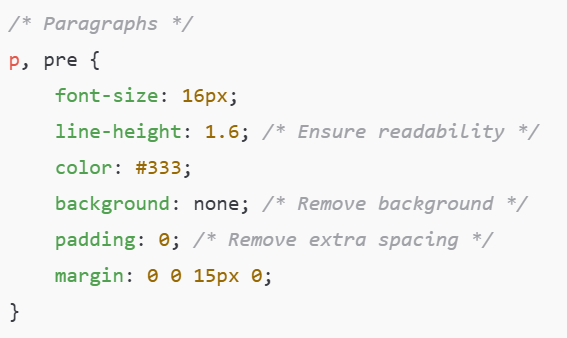 /* Paragraphs */
p, pre {
    font-size: 16px;
    line-height: 1.6; /* Ensure readability */
    color: #333;
    background: none; /* Remove background */
    padding: 0; /* Remove extra spacing */
    margin: 0 0 15px 0;
}